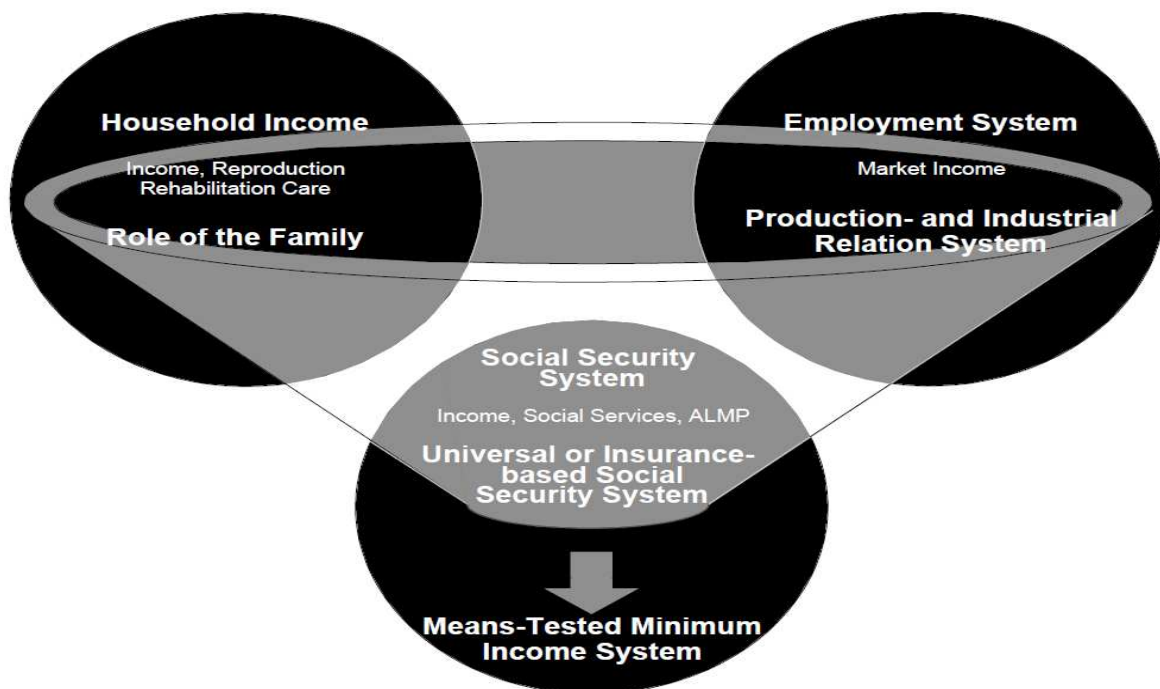 Household Income
Income, Reproduction
Rehabilitation Care
Role of the Family
Employment System
Market Income
Production- and Industrial
Relation System
Social Security
System
Income, Social Services, ALMP
Universal or Insurance-
based Social
Security System
Means-Tested Minimum
Income System